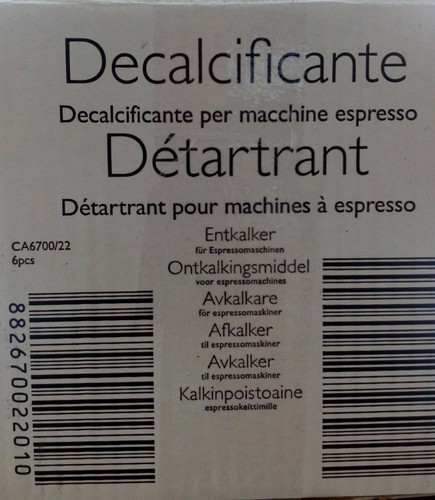 Decalcificante
Decalcificante per macchine espresso
Détartrant
Détartrant pour machines à espresso
CA6700/22
6pcs
Entkalker
für Espressomaschinen
Ontkalkingsmiddel
voor espressomachines
Avkalkare
för espressomaskiner
Afkalker
til espressomaskiner
Avkalker
til espressomaskiner
Kalkinpoistoaine
espressokeittimille
882670022010